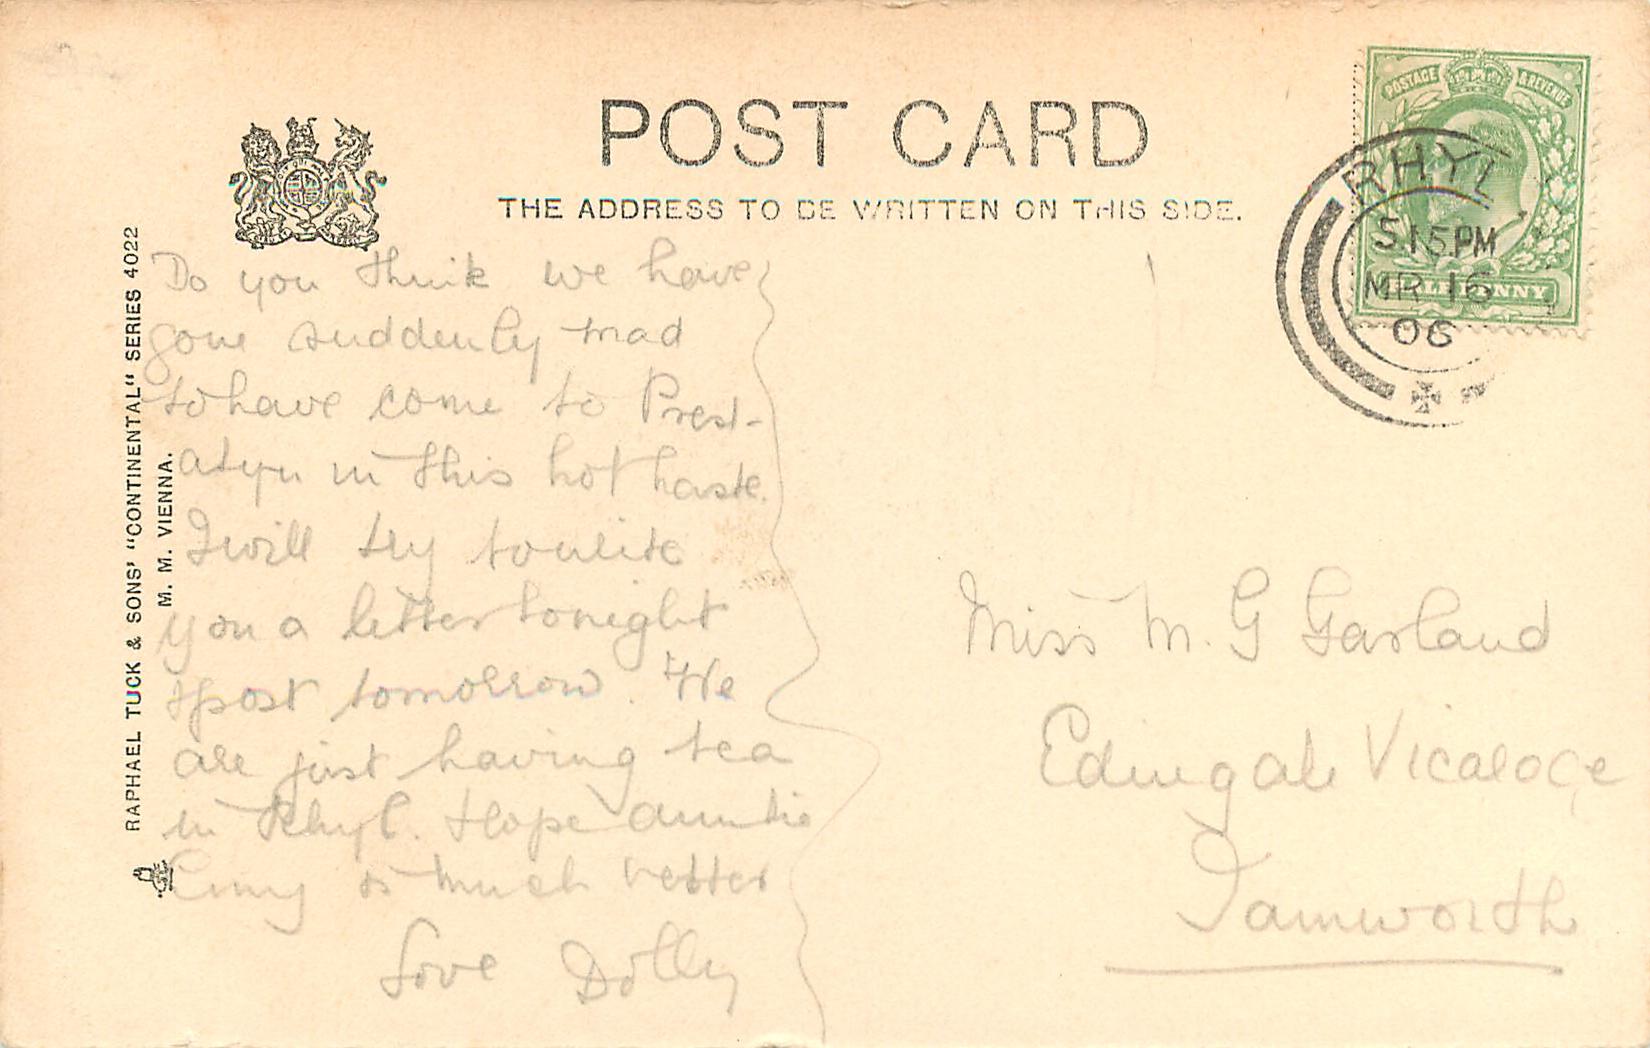 POST CARD
THE ADDRESS TO BE WRITTEN ON THIS SIDE.
RAPHAEL TUCK & SONS' "CONTINENTAL" SERIES 4022
M. M. VIENNA.
POSTAGE & REVENUE
HALFPENNY
RHYL
5 15 PM
MR 16
06
Do you think we have
gone suddenly mad
to have come to Prest-
atyn in this hot haste.
I will try to write
you a letter tonight
& post tomorrow. We
are just having tea
in Rhyl. Hope Auntie
is much better
Love Dolly
Miss M. G Garland
Edingale Vicarage
Tamworth